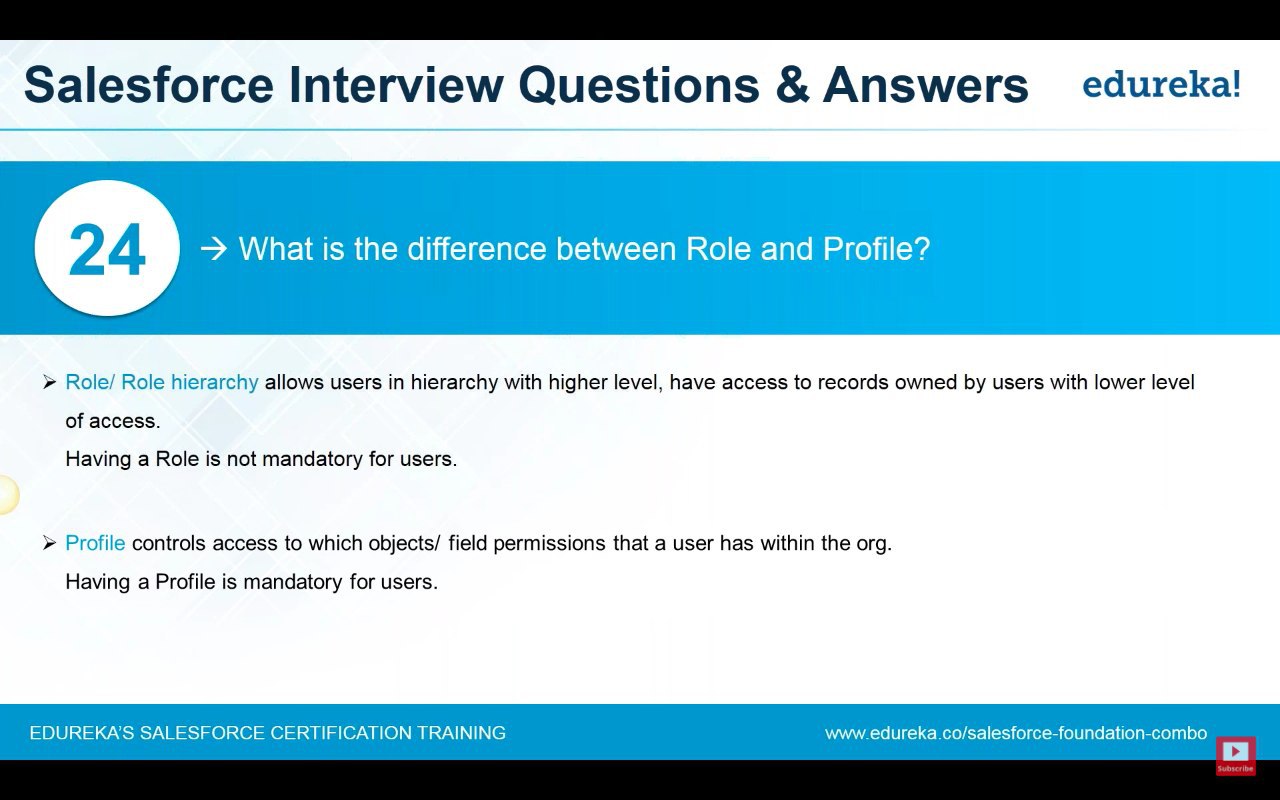 Salesforce Interview Questions & Answers
edureka!
24
→ What is the difference between Role and Profile?
➢ Role/ Role hierarchy allows users in hierarchy with higher level, have access to records owned by users with lower level
of access.
Having a Role is not mandatory for users.
➢ Profile controls access to which objects/ field permissions that a user has within the org.
Having a Profile is mandatory for users.
EDUREKA'S SALESFORCE CERTIFICATION TRAINING
www.edureka.co/salesforce-foundation-combo
Subscribe